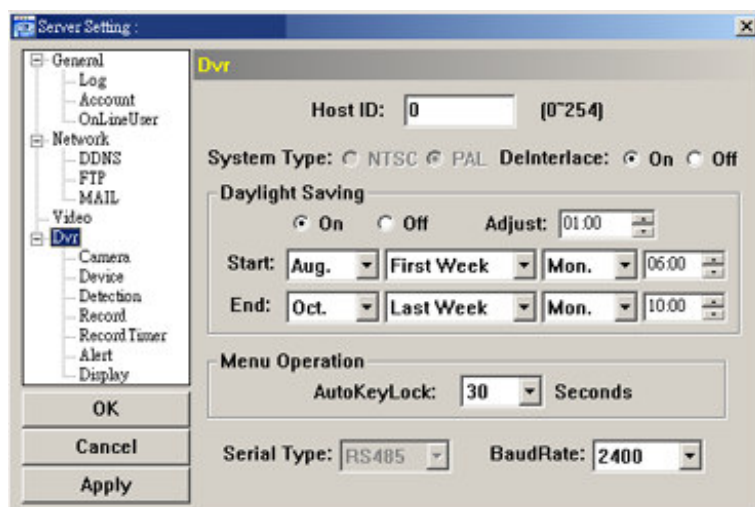 Server Setting :
General
Log
Account
OnLineUser
Network
DDNS
FTP
MAIL
Video
Dvr
Camera
Device
Detection
Record
Record Timer
Alert
Display
OK
Cancel
Apply
Dvr
Host ID: 0 (0~254)
System Type: NTSC PAL DeInterlace: On Off
Daylight Saving
On Off Adjust: 01:00
Start: Aug. First Week Mon. 06:00
End: Oct. Last Week Mon. 10:00
Menu Operation
AutoKeyLock: 30 Seconds
Serial Type: RS485 BaudRate: 2400